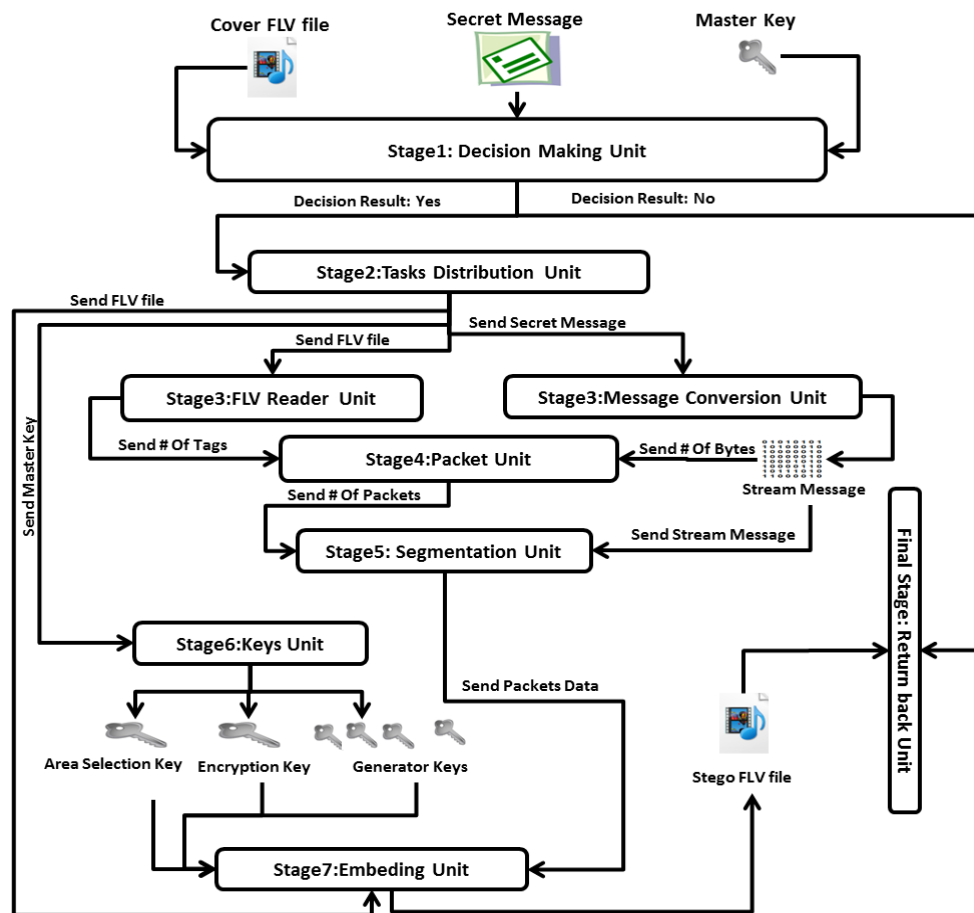 Cover FLV file
Secret Message
Master Key
Stage1: Decision Making Unit
Decision Result: Yes
Decision Result: No
Stage2:Tasks Distribution Unit
Send FLV file
Send Secret Message
Send FLV file
Stage3:FLV Reader Unit
Stage3:Message Conversion Unit
Send # Of Tags
Stage4:Packet Unit
Send # Of Bytes
Stream Message
Send Master Key
Send # Of Packets
Send Stream Message
Stage5: Segmentation Unit
Final Stage: Return back Unit
Stage6:Keys Unit
Send Packets Data
Area Selection Key
Encryption Key
Generator Keys
Stego FLV file
Stage7:Embeding Unit